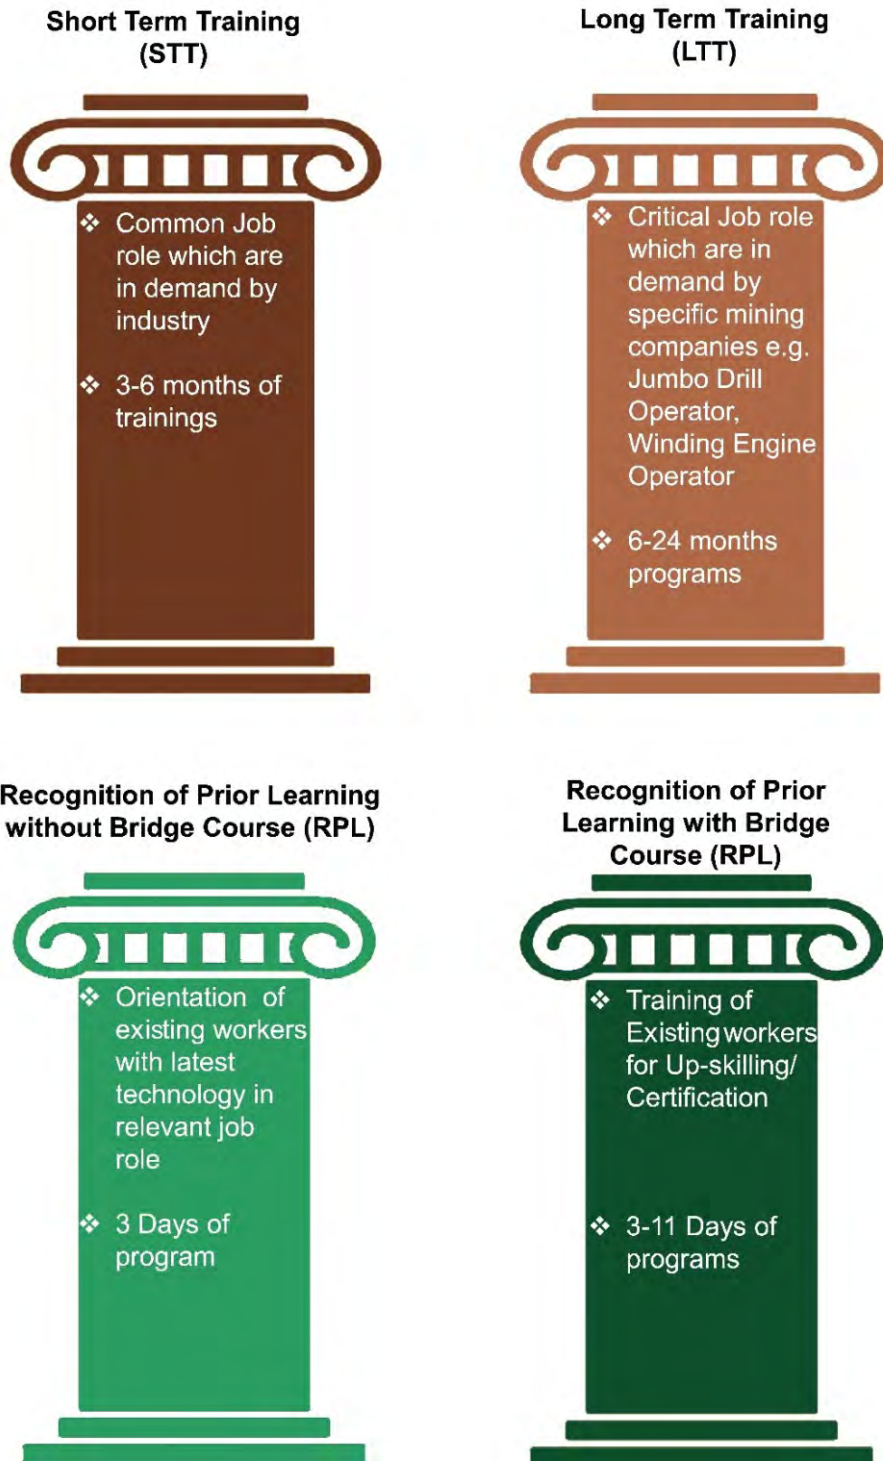 Short Term Training
(STT)
❖ Common Job
role which are
in demand by
industry
❖ 3-6 months of
trainings
Long Term Training
(LTT)
❖ Critical Job role
which are in
demand by
specific mining
companies e.g.
Jumbo Drill
Operator,
Winding Engine
Operator
❖ 6-24 months
programs
Recognition of Prior Learning
without Bridge Course (RPL)
❖ Orientation of
existing workers
with latest
technology in
relevant job
role
❖ 3 Days of
program
Recognition of Prior
Learning with Bridge
Course (RPL)
❖ Training of
Existing workers
for Up-skilling/
Certification
❖ 3-11 Days of
programs